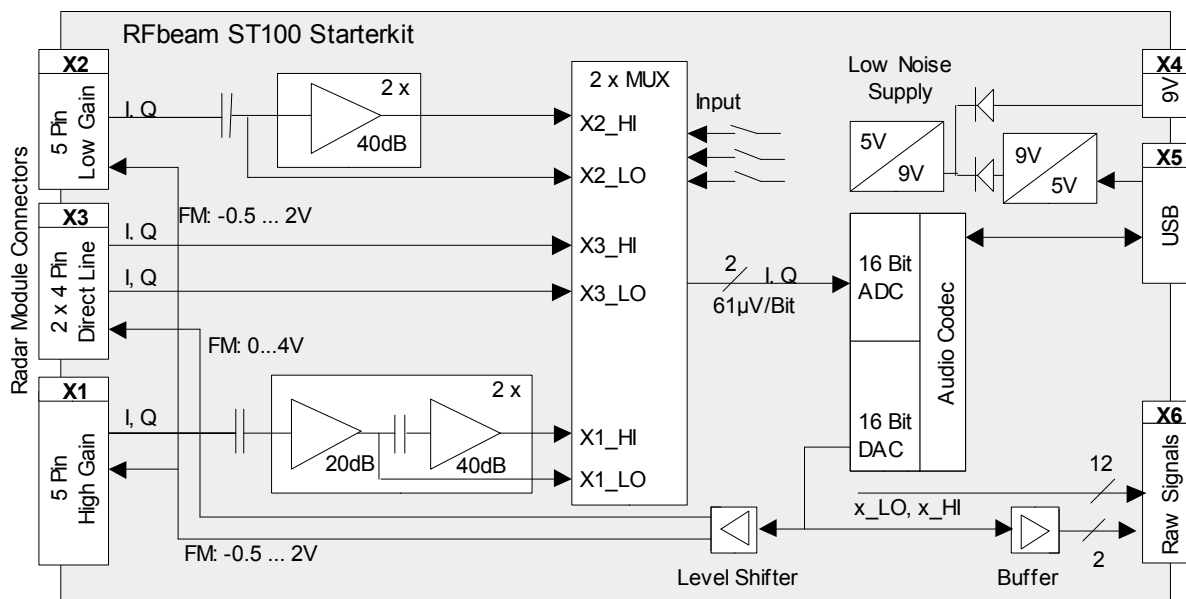 RFbeam ST100 Starterkit
Radar Module Connectors
X2
5 Pin
Low Gain
I, Q
2 x
40dB
FM: -0.5 ... 2V
X3
2 x 4 Pin
Direct Line
I, Q
I, Q
FM: 0...4V
X1
5 Pin
High Gain
I, Q
2 x
20dB
40dB
FM: -0.5 ... 2V
2 x MUX
X2_HI
X2_LO
X3_HI
X3_LO
X1_HI
X1_LO
Input
2
I, Q
61µV/Bit
Low Noise
Supply
5V
9V
9V
5V
16 Bit
ADC
16 Bit
DAC
Audio Codec
x_LO, x_HI
12
2
Level Shifter
Buffer
X4
9V
X5
USB
X6
Raw Signals